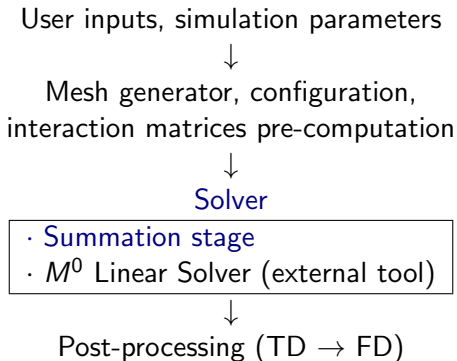 User inputs, simulation parameters
↓
Mesh generator, configuration,
interaction matrices pre-computation
↓
Solver
· Summation stage
· M⁰ Linear Solver (external tool)
↓
Post-processing (TD → FD)